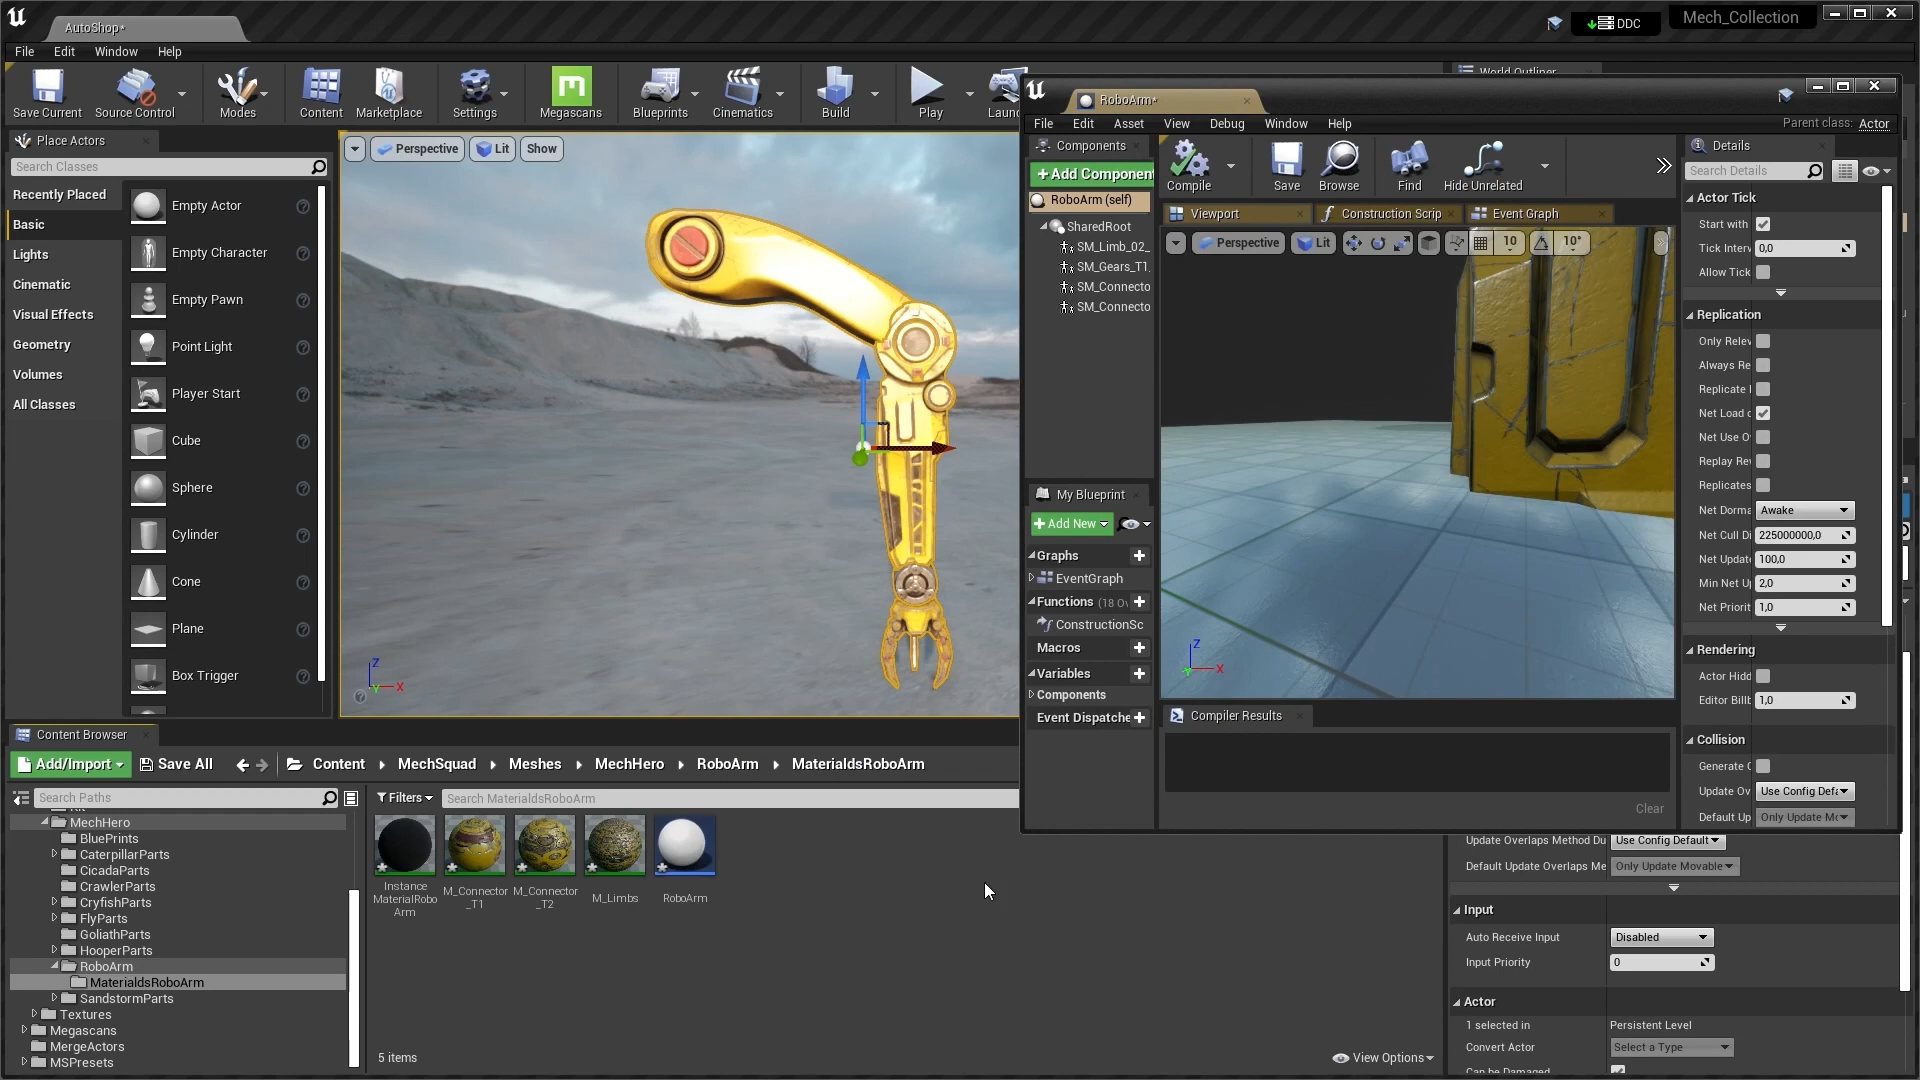 AutoShop*
DDC
Mech_Collection
File Edit Window Help
Save Current
Source Control
Modes
Content
Marketplace
Settings
Megascans
Blueprints
Cinematics
Build
Play
World Outliner
Place Actors
Search Classes
Recently Placed
Basic
Lights
Cinematic
Visual Effects
Geometry
Volumes
All Classes
Empty Actor
Empty Character
Empty Pawn
Point Light
Player Start
Cube
Sphere
Cylinder
Cone
Plane
Box Trigger
Perspective
Lit
Show
Z
Y
X
RoboArm*
File Edit Asset View Debug Window Help
Parent class: Actor
Components
+Add Component
RoboArm (self)
SharedRoot
SM_Limb_02_
SM_Gears_T1_
SM_Connecto
SM_Connecto
My Blueprint
+Add New
Graphs
EventGraph
Functions (18 Ov
ConstructionSc
Macros
Variables
Components
Event Dispatche
Compile
Save
Browse
Find
Hide Unrelated
Viewport
Construction Scrip
Event Graph
Perspective
Lit
10
10°
Z
Y
X
Compiler Results
Clear
Details
Search Details
Actor Tick
Start with
Tick Interv 0,0
Allow Tick
Replication
Only Relev
Always Re
Replicate
Net Load c
Net Use O
Replay Rev
Replicates
Net Dorma Awake
Net Cull Di 225000000,0
Net Update 100,0
Min Net U 2,0
Net Priorit 1,0
Rendering
Actor Hidd
Editor Billb 1,0
Collision
Generate O
Update Ov Use Config Defa
Default Up Only Update Mo
Update Overlaps Method Du Use Config Default
Default Update Overlaps Me Only Update Movable
Input
Auto Receive Input Disabled
Input Priority 0
Actor
1 selected in Persistent Level
Convert Actor Select a Type
Can be Damaged
Content Browser
Add/Import
Save All
Content MechSquad Meshes MechHero RoboArm MaterialdsRoboArm
Search Paths
Filters
Search MaterialdsRoboArm
MechHero
BluePrints
CaterpillarParts
CicadaParts
CrawlerParts
CryfishParts
FlyParts
GoliathParts
HooperParts
RoboArm
MaterialdsRoboArm
SandstormParts
Textures
Megascans
MergeActors
MSPresets
Instance
MaterialRobo
Arm
M_Connector
_T1
M_Connector
_T2
M_Limbs
RoboArm
5 items
View Options